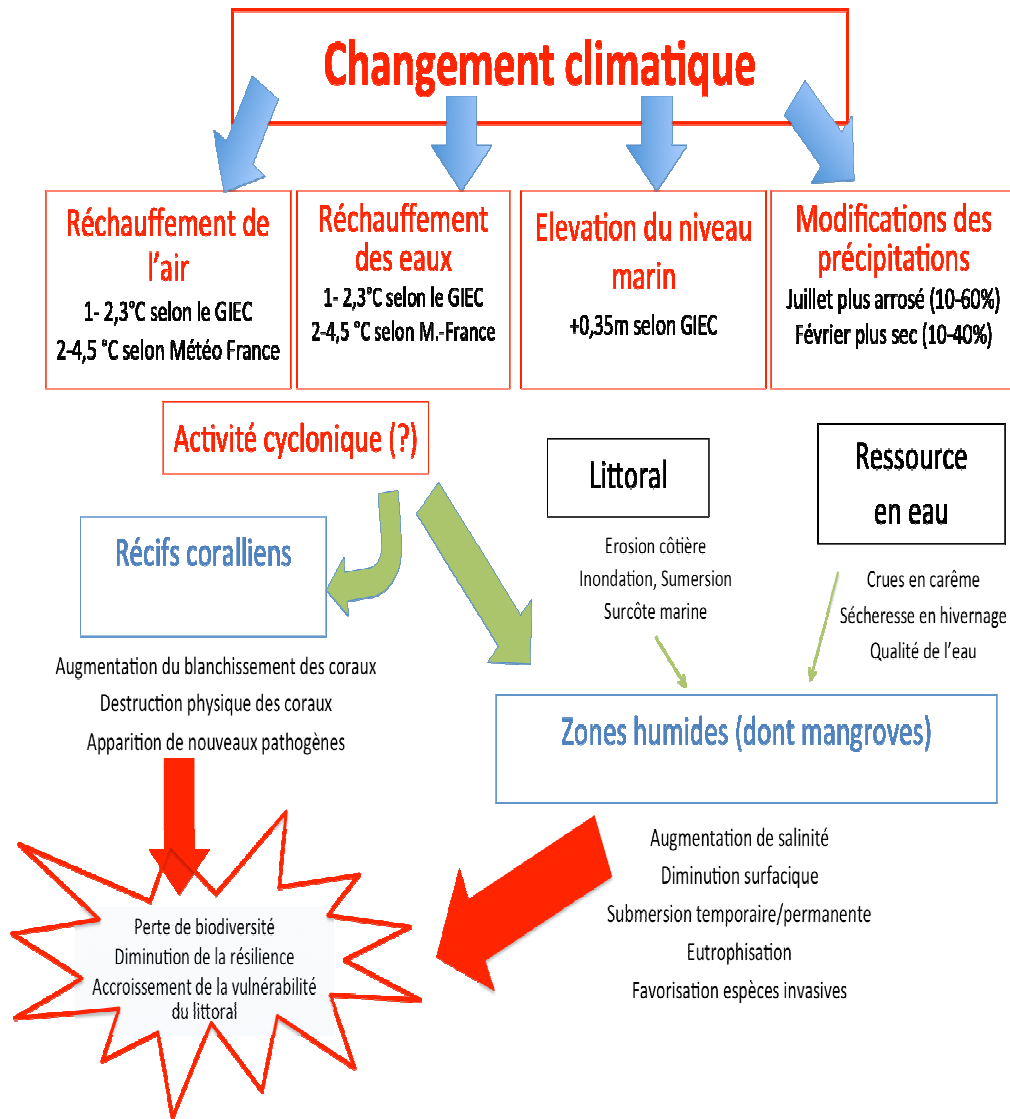 Changement climatique
Réchauffement de
l'air
1- 2,3°C selon le GIEC
2-4,5 °C selon Météo France
Réchauffement
des eaux
1- 2,3°C selon le GIEC
2-4,5 °C selon M.-France
Elevation du niveau
marin
+0,35m selon GIEC
Modifications des
précipitations
Juillet plus arrosé (10-60%)
Février plus sec (10-40%)
Activité cyclonique (?)
Littoral
Erosion côtière
Inondation, Sumersion
Surcôte marine
Ressource
en eau
Crues en carême
Sécheresse en hivernage
Qualité de l'eau
Récifs coralliens
Augmentation du blanchissement des coraux
Destruction physique des coraux
Apparition de nouveaux pathogènes
Zones humides (dont mangroves)
Augmentation de salinité
Diminution surfacique
Submersion temporaire/permanente
Eutrophisation
Favorisation espèces invasives
Perte de biodiversité
Diminution de la résilience
Accroissement de la vulnérabilité
du littoral